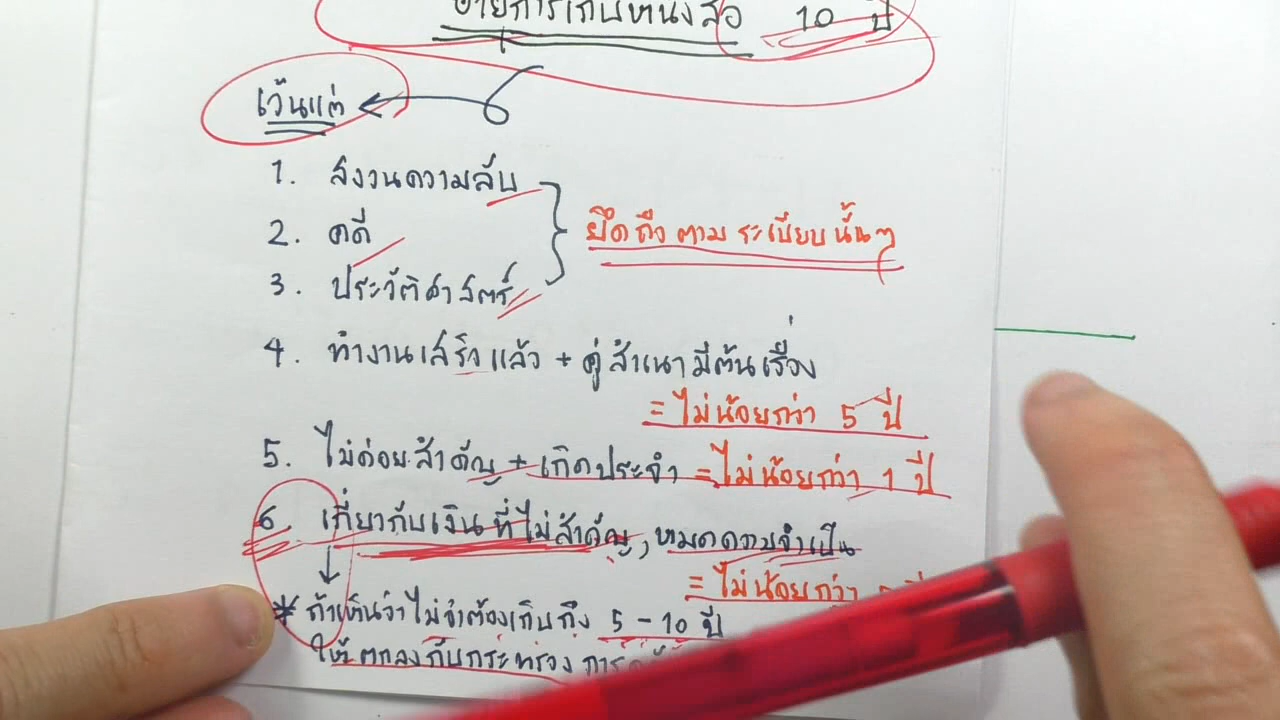 อายุการเก็บหนังสือ 10 ปี
เว้นแต่
1. สงวนความลับ
2. คดี
3. ประวัติศาสตร์
ยึดถือตามระเบียบนั้นๆ
4. ทำงานเสร็จแล้ว + คู่สำเนามีต้นเรื่อง
= ไม่น้อยกว่า 5 ปี
5. ไม่ค่อยสำคัญ + เกิดประจำ = ไม่น้อยกว่า 1 ปี
6 เกี่ยวกับเงินที่ไม่สำคัญ, หมดความจำเป็น
= ไม่น้อยกว่า
* ถ้าเห็นว่าไม่จำต้องเก็บถึง 5 - 10 ปี
ให้ตกลงกับกระทรวงการ